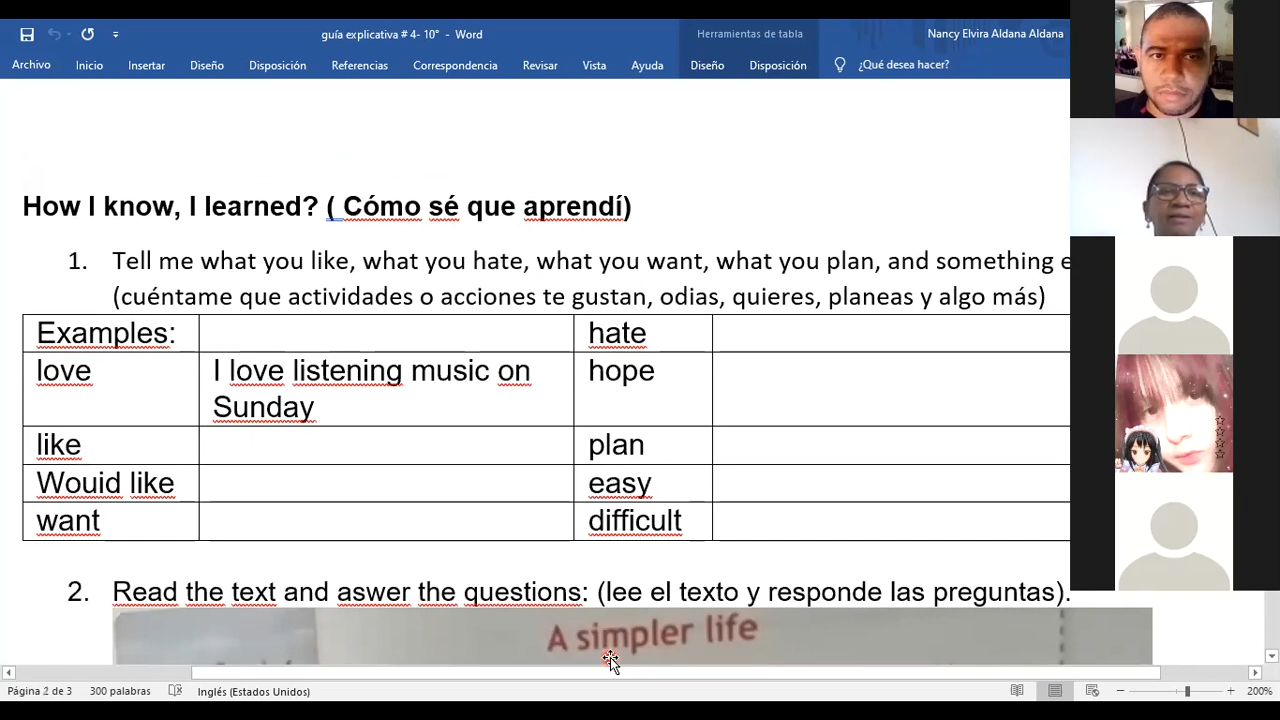 guía explicativa # 4- 10° - Word
Herramientas de tabla
Nancy Elvira Aldana Aldana
Archivo Inicio Insertar Diseño Disposición Referencias Correspondencia Revisar Vista Ayuda Diseño Disposición ¿Qué desea hacer?
How I know, I learned? ( Cómo sé que aprendí)
1. Tell me what you like, what you hate, what you want, what you plan, and something e
(cuéntame que actividades o acciones te gustan, odias, quieres, planeas y algo más)
Examples: hate
love I love listening music on hope
Sunday
like plan
Wouid like easy
want difficult
2. Read the text and aswer the questions: (lee el texto y responde las preguntas).
A simpler life
Página 2 de 3 300 palabras Inglés (Estados Unidos) 200%